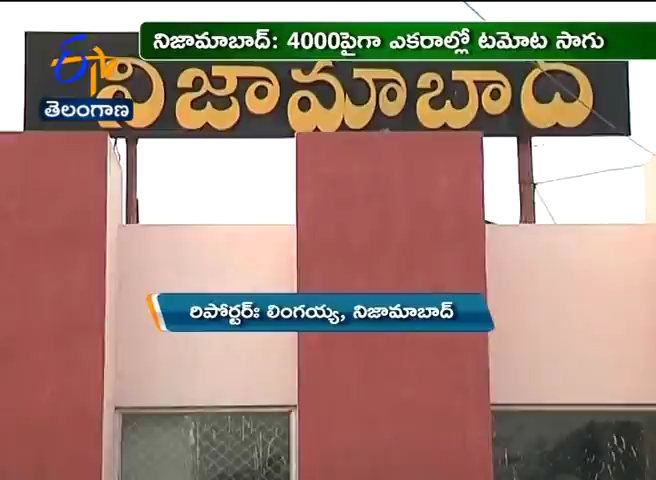 నిజామాబాద్: 4000పైగా ఎకరాల్లో టమోట సాగు
etv
తెలంగాణ
నిజామాబాద్
రిపోర్టర్: లింగయ్య, నిజామాబాద్